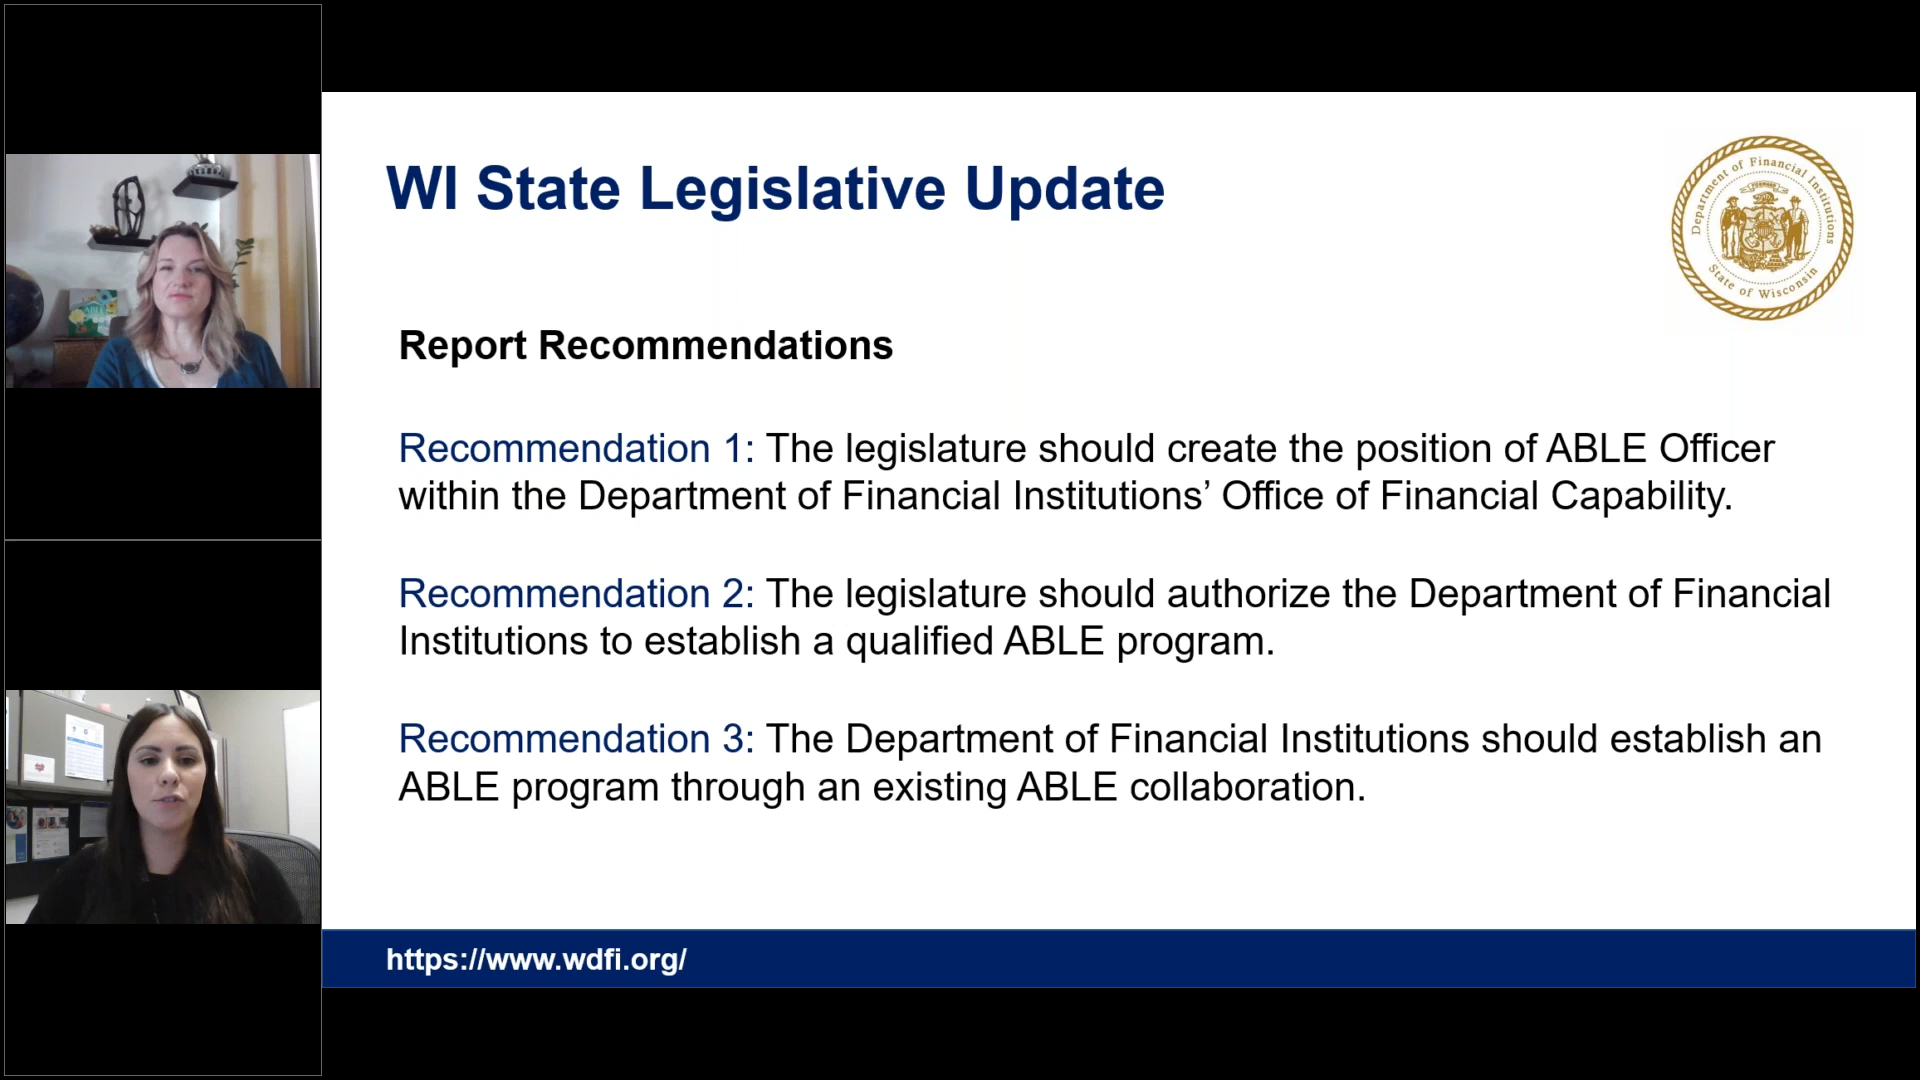 WI State Legislative Update
Department of Financial Institutions
State of Wisconsin
Report Recommendations
Recommendation 1: The legislature should create the position of ABLE Officer
within the Department of Financial Institutions’ Office of Financial Capability.
Recommendation 2: The legislature should authorize the Department of Financial
Institutions to establish a qualified ABLE program.
Recommendation 3: The Department of Financial Institutions should establish an
ABLE program through an existing ABLE collaboration.
https://www.wdfi.org/